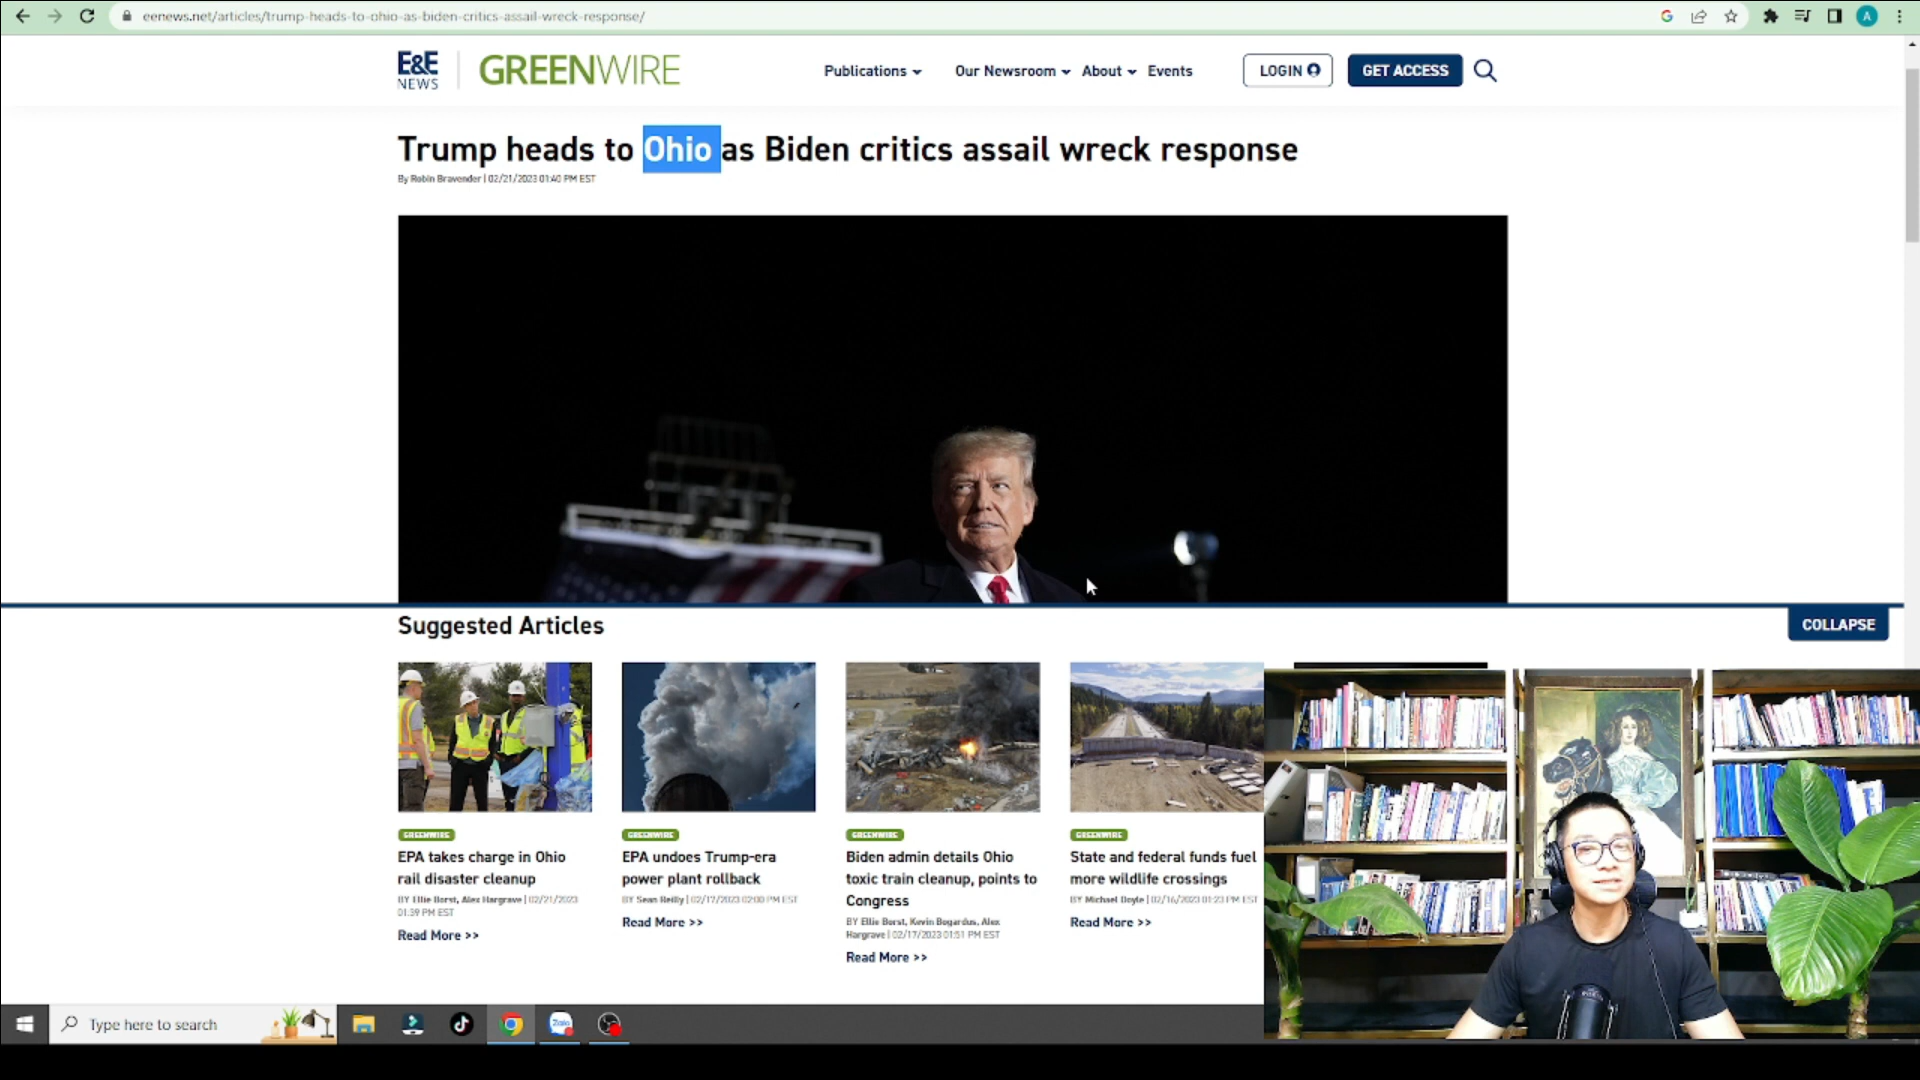 eenews.net/articles/trump-heads-to-ohio-as-biden-critics-assail-wreck-response/
A
E&E NEWS GREENWIRE
Publications
Our Newsroom
About
Events
LOGIN
GET ACCESS
Trump heads to Ohio as Biden critics assail wreck response
By Robin Bravender | 02/21/2023 01:40 PM EST
Suggested Articles
COLLAPSE
GREENWIRE
EPA takes charge in Ohio
rail disaster cleanup
BY Ellie Borst, Alex Hargrave | 02/21/2023
01:39 PM EST
Read More >>
GREENWIRE
EPA undoes Trump-era
power plant rollback
BY Sean Reilly | 02/17/2023 02:00 PM EST
Read More >>
GREENWIRE
Biden admin details Ohio
toxic train cleanup, points to
Congress
BY Ellie Borst, Kevin Bogardus, Alex
Hargrave | 02/17/2023 01:51 PM EST
Read More >>
GREENWIRE
State and federal funds fuel
more wildlife crossings
BY Michael Doyle | 02/16/2023 01:23 PM EST
Read More >>
Type here to search
Zalo